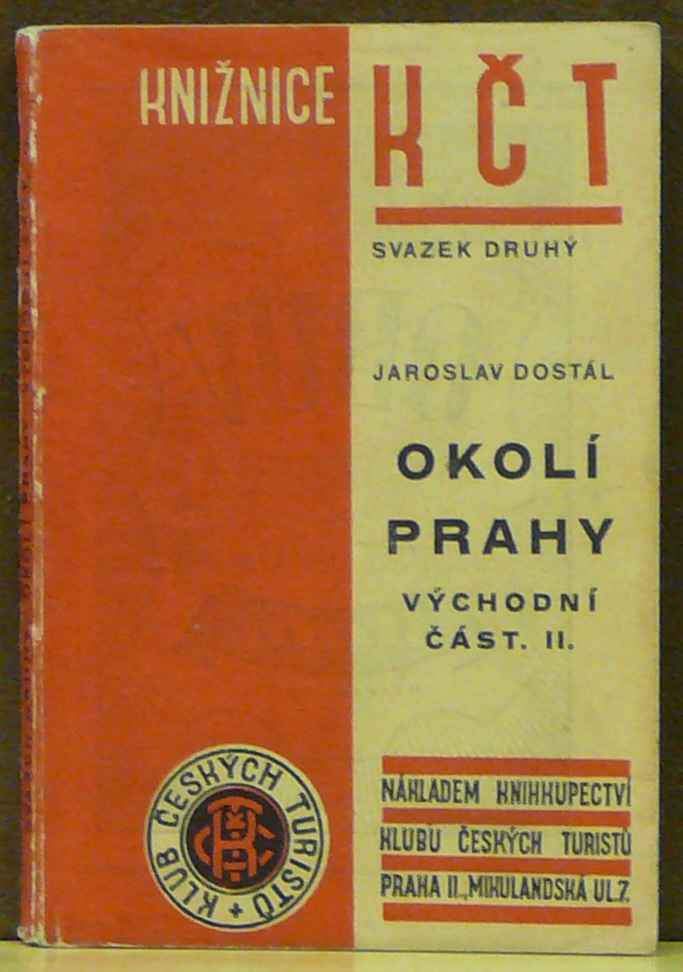 KNIŽNICE KČT
SVAZEK DRUHÝ
JAROSLAV DOSTÁL
OKOLÍ
PRAHY
VÝCHODNÍ
ČÁST. II.
NÁKLADEM KNIHKUPECTVÍ
KLUBU ČESKÝCH TURISTŮ
PRAHA II., MIKULANDSKÁ UL.7.
KLUB ČESKÝCH TURISTŮ +
KČT